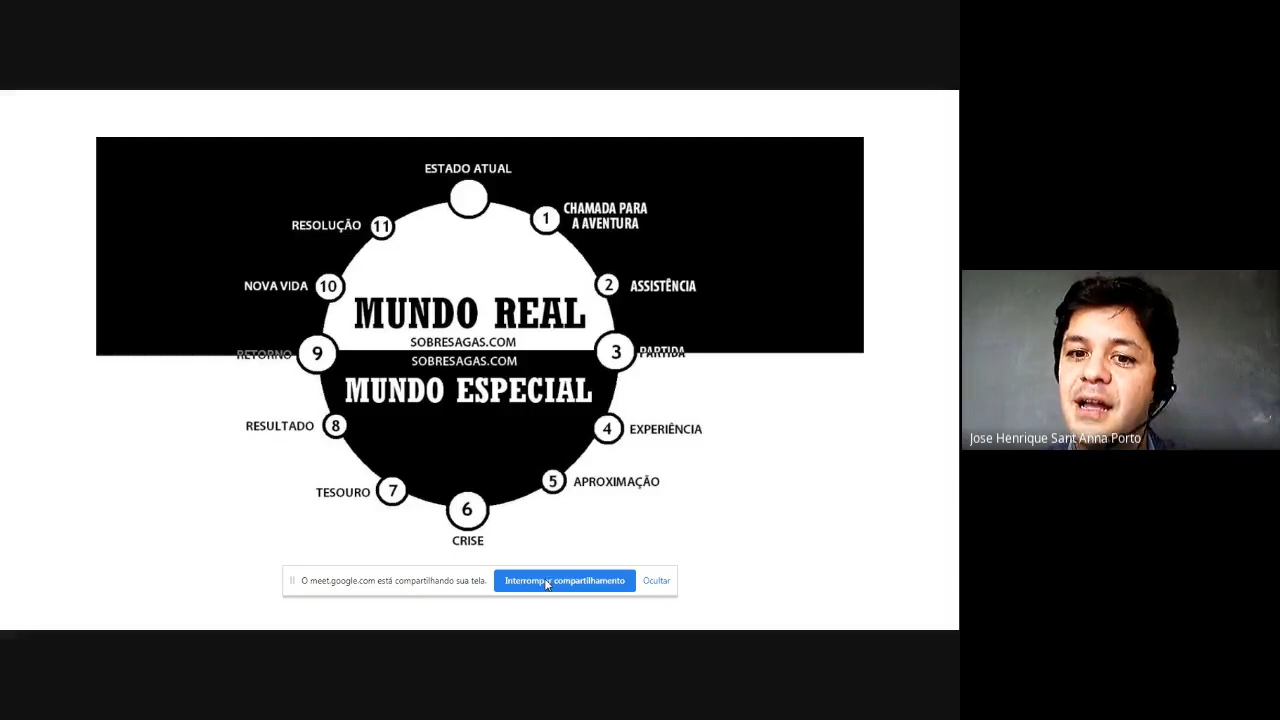 ESTADO ATUAL
1
CHAMADA PARA
A AVENTURA
RESOLUÇÃO
11
2
ASSISTÊNCIA
NOVA VIDA
10
MUNDO REAL
SOBRESAGAS.COM
RETORNO
9
3
PARTIDA
SOBRESAGAS.COM
MUNDO ESPECIAL
RESULTADO
8
4
EXPERIÊNCIA
5
APROXIMAÇÃO
TESOURO
7
6
CRISE
O meet.google.com está compartilhando sua tela.
Interromper compartilhamento
Ocultar
Jose Henrique Sant Anna Porto